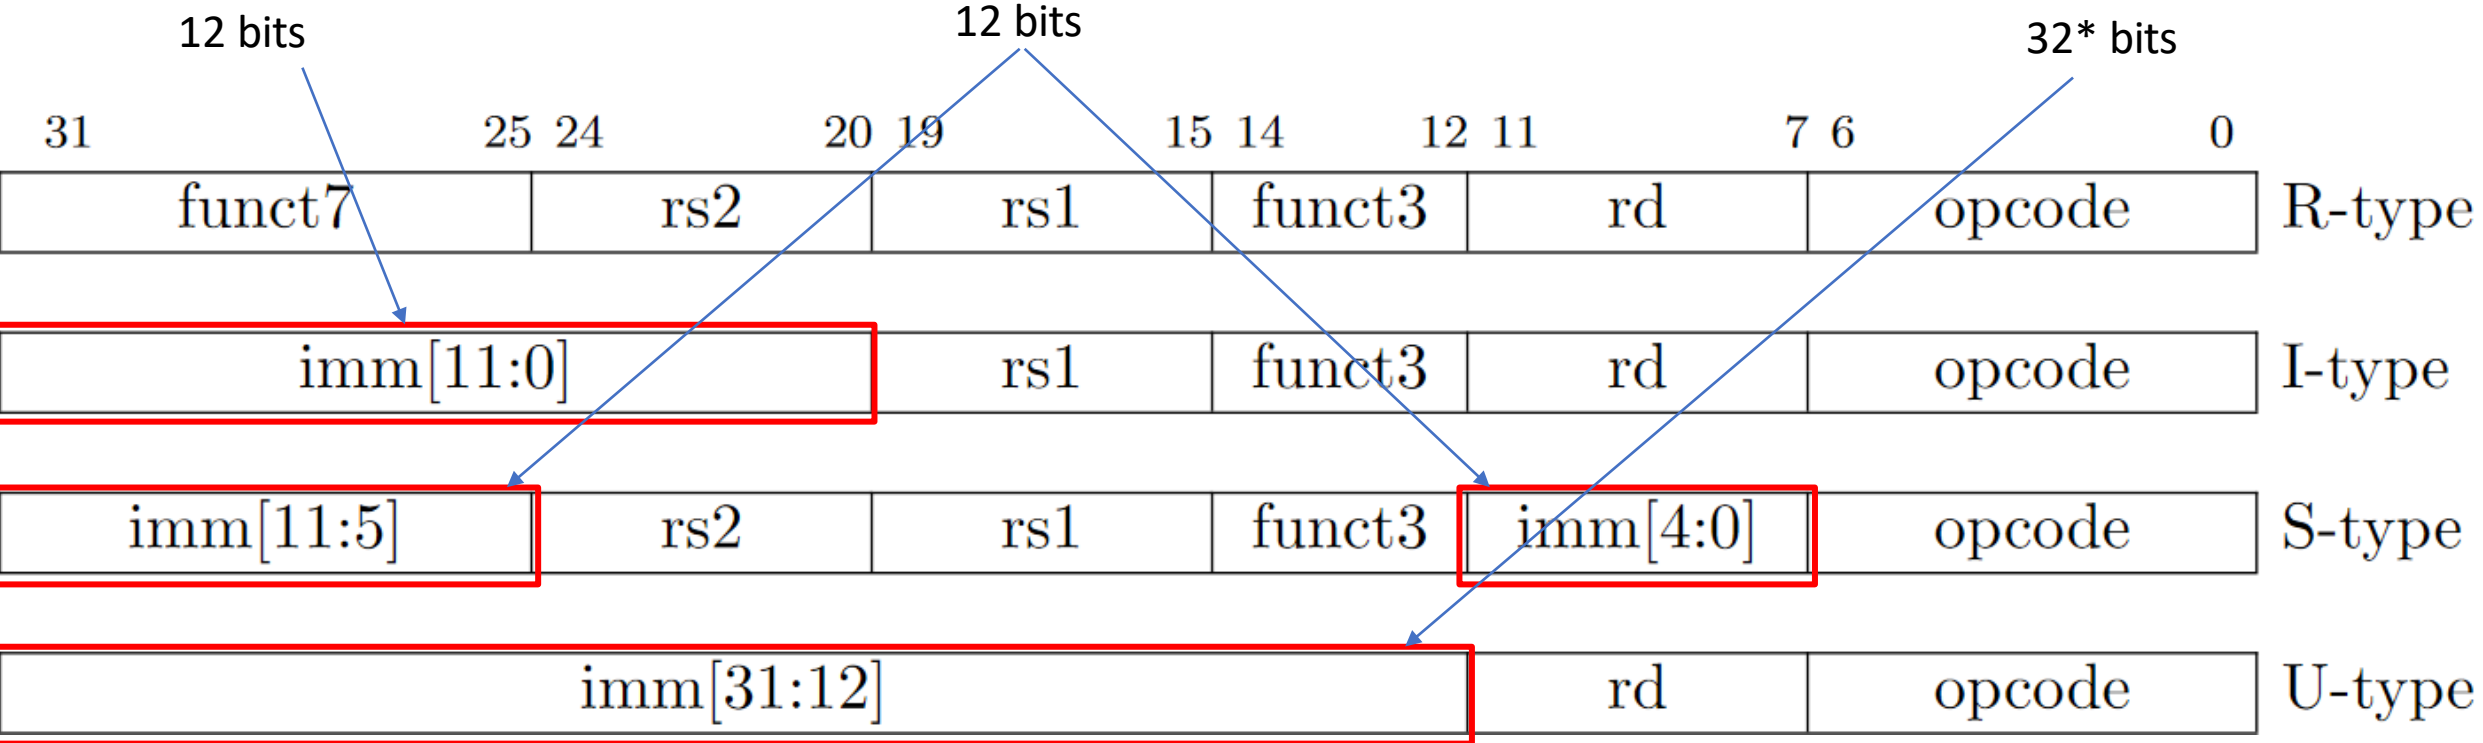 12 bits 12 bits 32* bits
31 25 24 20 19 15 14 12 11 7 6 0
funct7 rs2 rs1 funct3 rd opcode R-type
imm[11:0] rs1 funct3 rd opcode I-type
imm[11:5] rs2 rs1 funct3 imm[4:0] opcode S-type
imm[31:12] rd opcode U-type